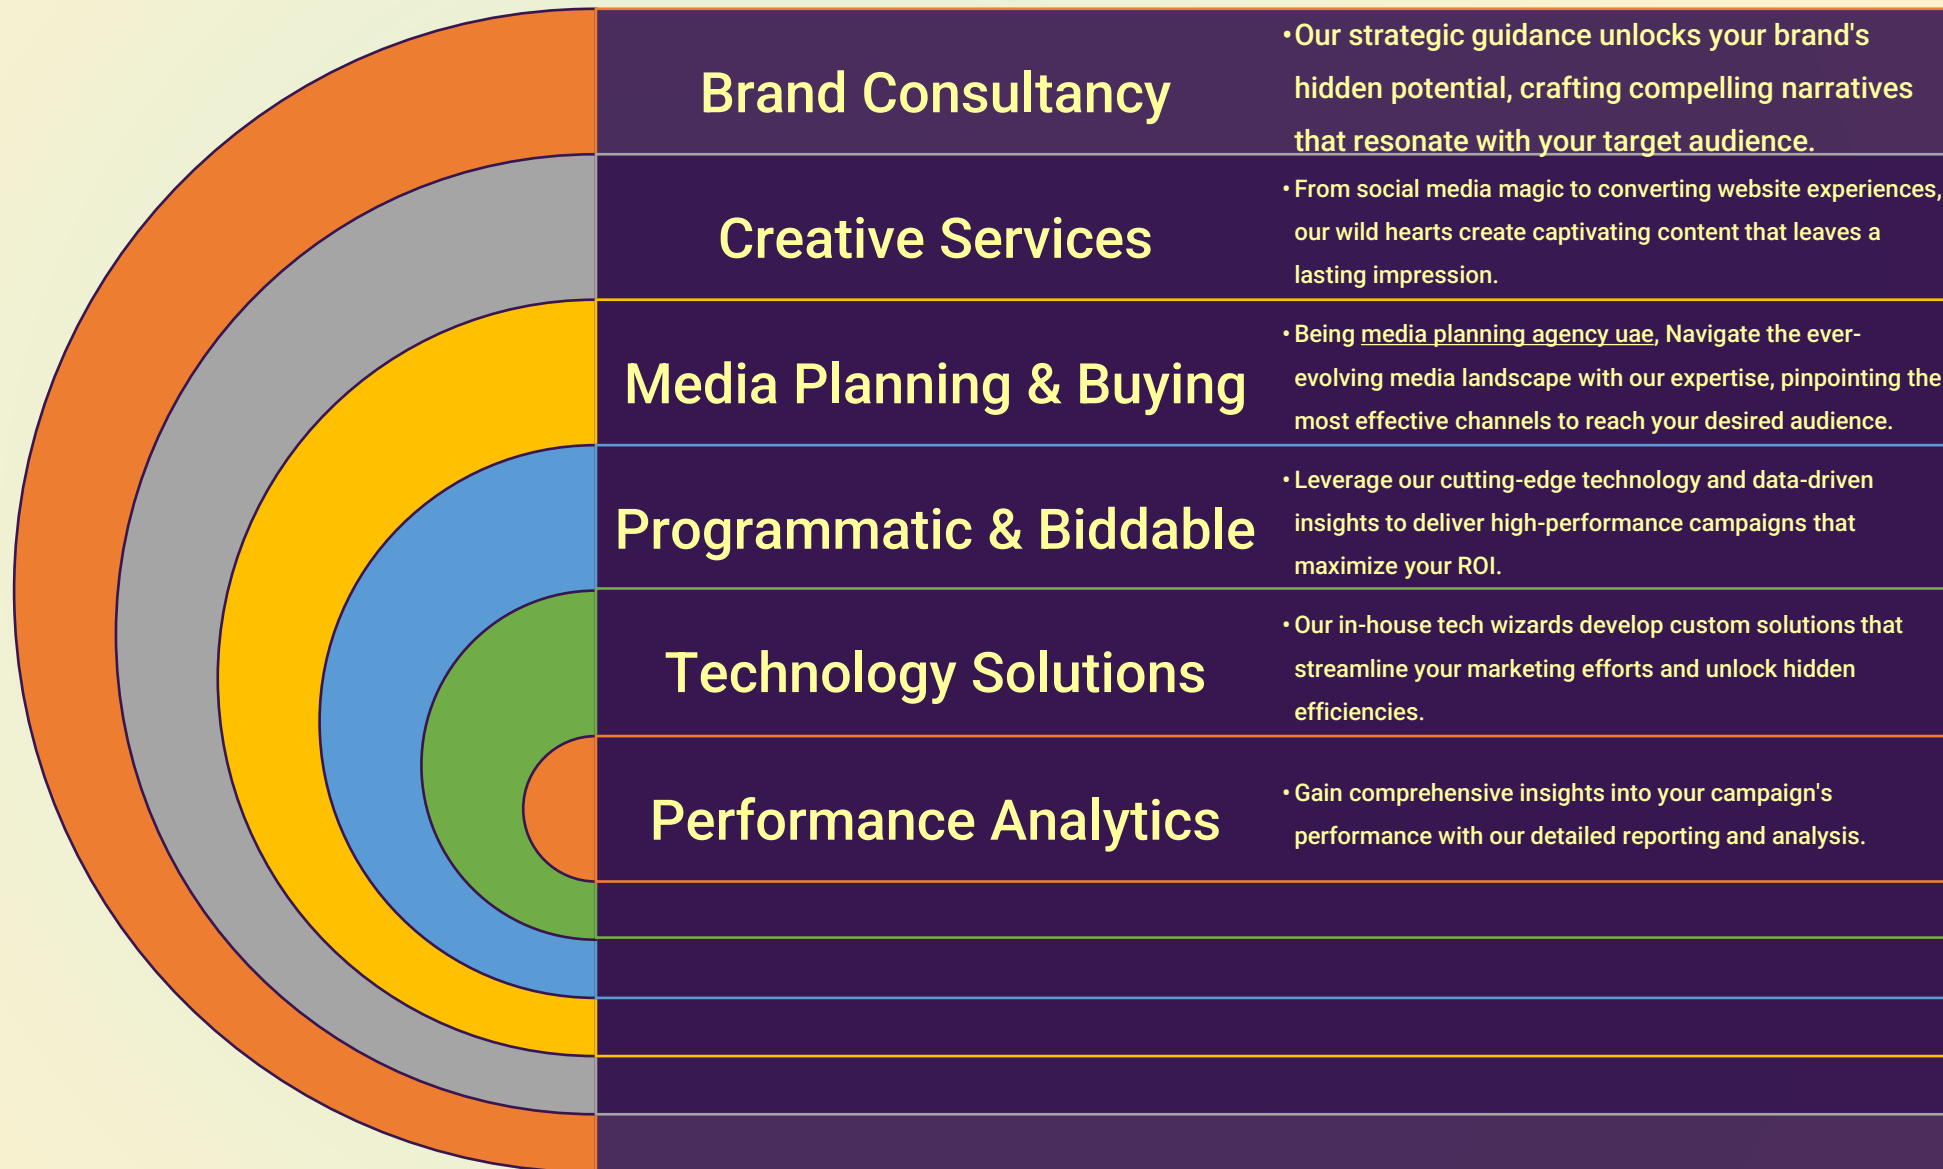 Brand Consultancy
•Our strategic guidance unlocks your brand's
hidden potential, crafting compelling narratives
that resonate with your target audience.
Creative Services
•From social media magic to converting website experiences,
our wild hearts create captivating content that leaves a
lasting impression.
Media Planning & Buying
•Being media planning agency uae, Navigate the ever-
evolving media landscape with our expertise, pinpointing the
most effective channels to reach your desired audience.
Programmatic & Biddable
•Leverage our cutting-edge technology and data-driven
insights to deliver high-performance campaigns that
maximize your ROI.
Technology Solutions
•Our in-house tech wizards develop custom solutions that
streamline your marketing efforts and unlock hidden
efficiencies.
Performance Analytics
•Gain comprehensive insights into your campaign's
performance with our detailed reporting and analysis.